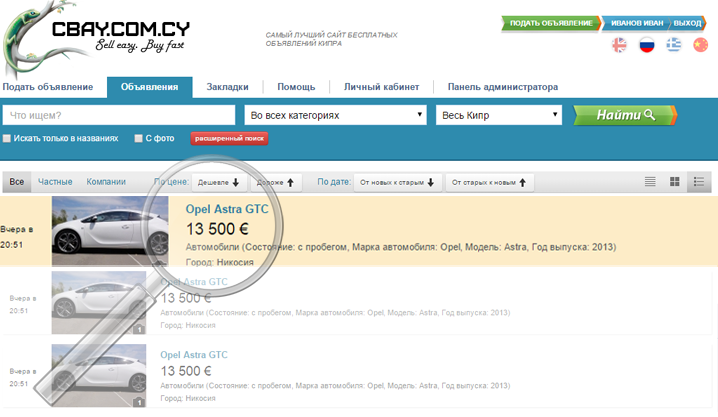 CBAY.COM.CY
Sell easy. Buy fast
САМЫЙ ЛУЧШИЙ САЙТ БЕСПЛАТНЫХ
ОБЪЯВЛЕНИЙ КИПРА
ПОДАТЬ ОБЪЯВЛЕНИЕ ИВАНОВ ИВАН ВЫХОД
Подать объявление Объявления Закладки Помощь Личный кабинет Панель администратора
Что ищем? Во всех категориях Весь Кипр Найти
Искать только в названиях С фото расширенный поиск
Все Частные Компании По цене: Дешевле Дороже По дате: От новых к старым От старых к новым
Opel Astra GTC
Вчера в
20:51
13 500 €
Автомобили (Состояние: с пробегом, Марка автомобиля: Opel, Модель: Astra, Год выпуска: 2013)
Город: Никосия
Opel Astra GTC
Вчера в
20:51
13 500 €
Автомобили (Состояние: с пробегом, Марка автомобиля: Opel, Модель: Astra, Год выпуска: 2013)
Город: Никосия
1
Opel Astra GTC
Вчера в
20:51
13 500 €
Автомобили (Состояние: с пробегом, Марка автомобиля: Opel, Модель: Astra, Год выпуска: 2013)
Город: Никосия
1